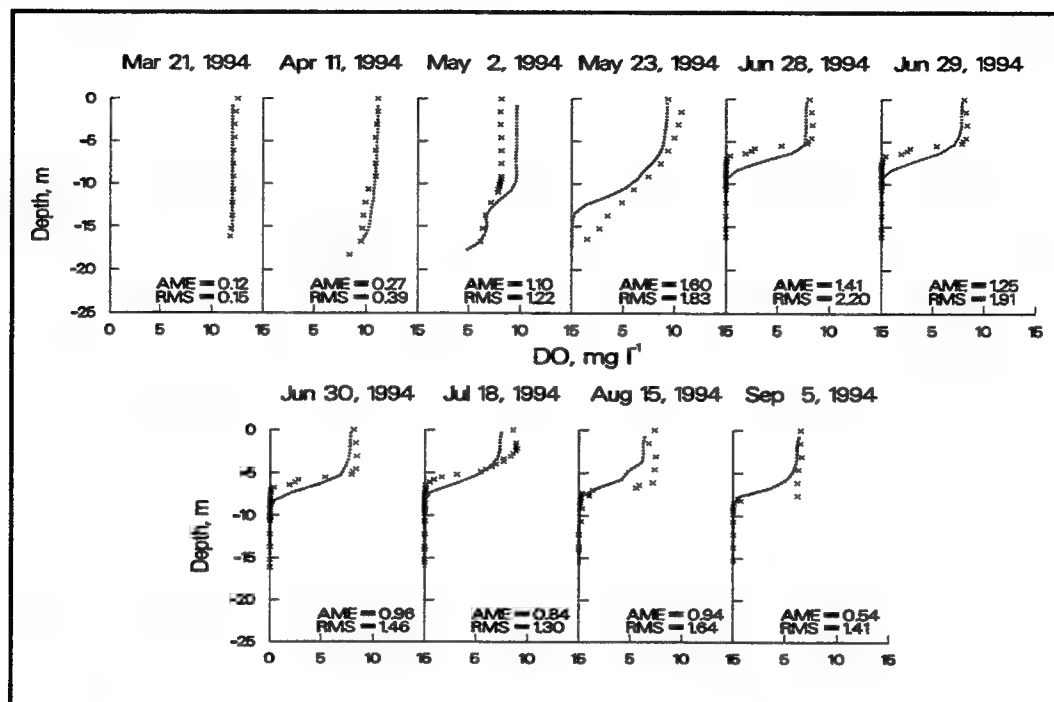 Mar 21, 1994 Apr 11, 1994 May 2, 1994 May 23, 1994 Jun 28, 1994 Jun 29, 1994
0
-5
-10
-15
-20
-25
Depth, m
AME = 0.12 AME = 0.27 AME = 1.10 AME = 1.60 AME = 1.41 AME = 1.25
RMS = 0.15 RMS = 0.39 RMS = 1.22 RMS = 1.83 RMS = 2.20 RMS = 1.91
0 5 10 15 5 10 15 5 10 15 5 10 15 5 10 15 5 10 15
DO, mg l⁻¹
Jun 30, 1994 Jul 18, 1994 Aug 15, 1994 Sep 5, 1994
0
-5
-10
-15
-20
-25
Depth, m
AME = 0.96 AME = 0.84 AME = 0.94 AME = 0.54
RMS = 1.46 RMS = 1.30 RMS = 1.64 RMS = 1.41
0 5 10 15 5 10 15 5 10 15 5 10 15